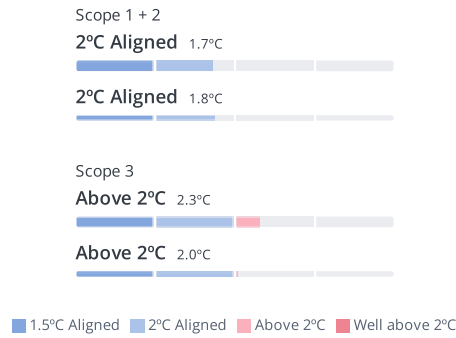 Scope 1 + 2
2ºC Aligned 1.7ºC
2ºC Aligned 1.8ºC
Scope 3
Above 2ºC 2.3ºC
Above 2ºC 2.0ºC
1.5ºC Aligned 2ºC Aligned Above 2ºC Well above 2ºC